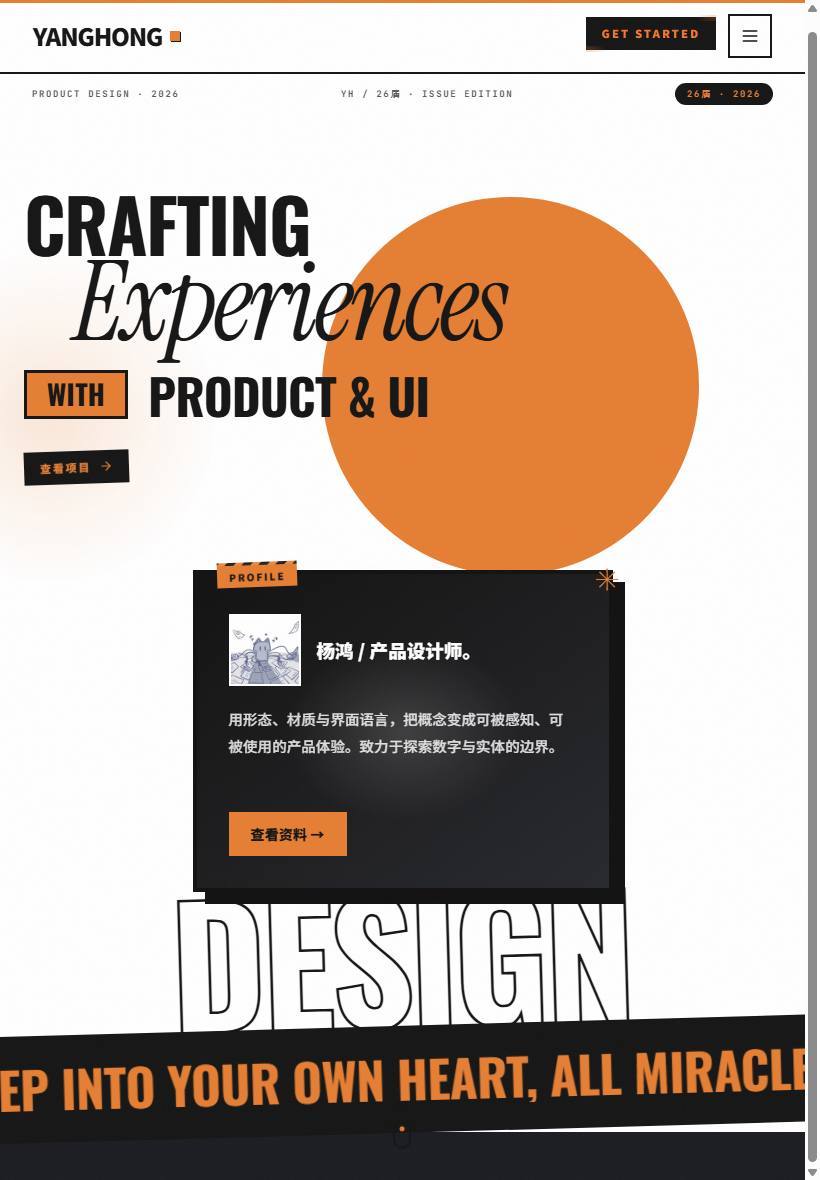 YANGHONG
GET STARTED
PRODUCT DESIGN · 2026
YH / 26届 · ISSUE EDITION
26届 · 2026
CRAFTING
Experiences
WITH PRODUCT & UI
查看项目 →
PROFILE
杨鸿 / 产品设计师。
用形态、材质与界面语言，把概念变成可被感知、可
被使用的产品体验。致力于探索数字与实体的边界。
查看资料 →
DESIGN
EP INTO YOUR OWN HEART, ALL MIRACLE